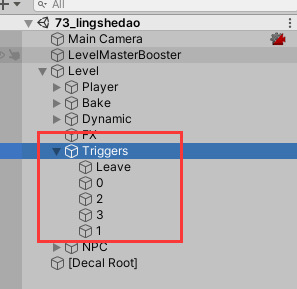 All
73_lingshedao
Main Camera
LevelMasterBooster
Level
Player
Bake
Dynamic
FX
Triggers
Leave
0
2
3
1
NPC
[Decal Root]